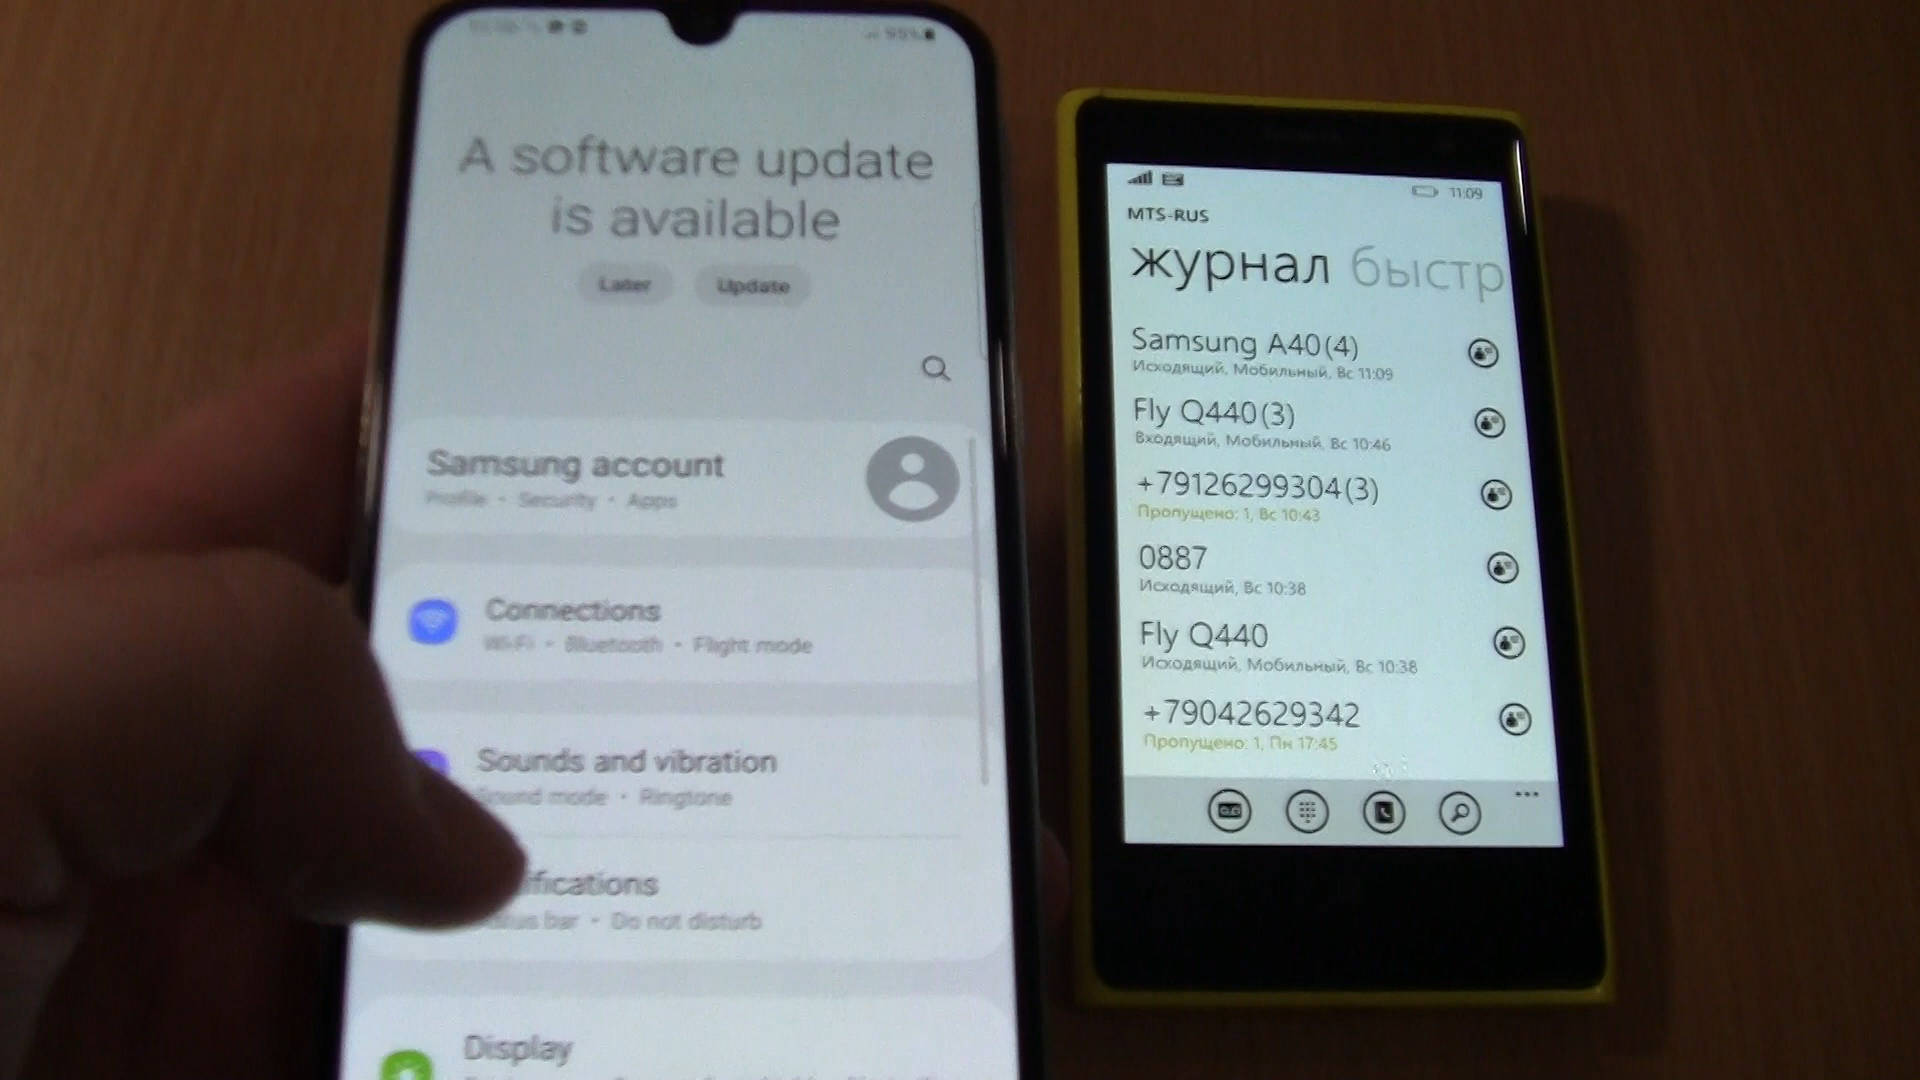 95%
A software update
is available
Later
Update
Samsung account
Profile • Security • Apps
Connections
Wi-Fi • Bluetooth • Flight mode
Sounds and vibration
Sound mode • Ringtone
ifications
Do not disturb
Display
11:09
MTS-RUS
журнал быстр
Samsung A40(4)
Исходящий, Мобильный, Вс 11:09
Fly Q440(3)
Входящий, Мобильный, Вс 10:46
+79126299304(3)
Пропущено: 1, Вс 10:43
0887
Исходящий, Вс 10:38
Fly Q440
Исходящий, Мобильный, Вс 10:38
+79042629342
Пропущено: 1, Пн 17:45